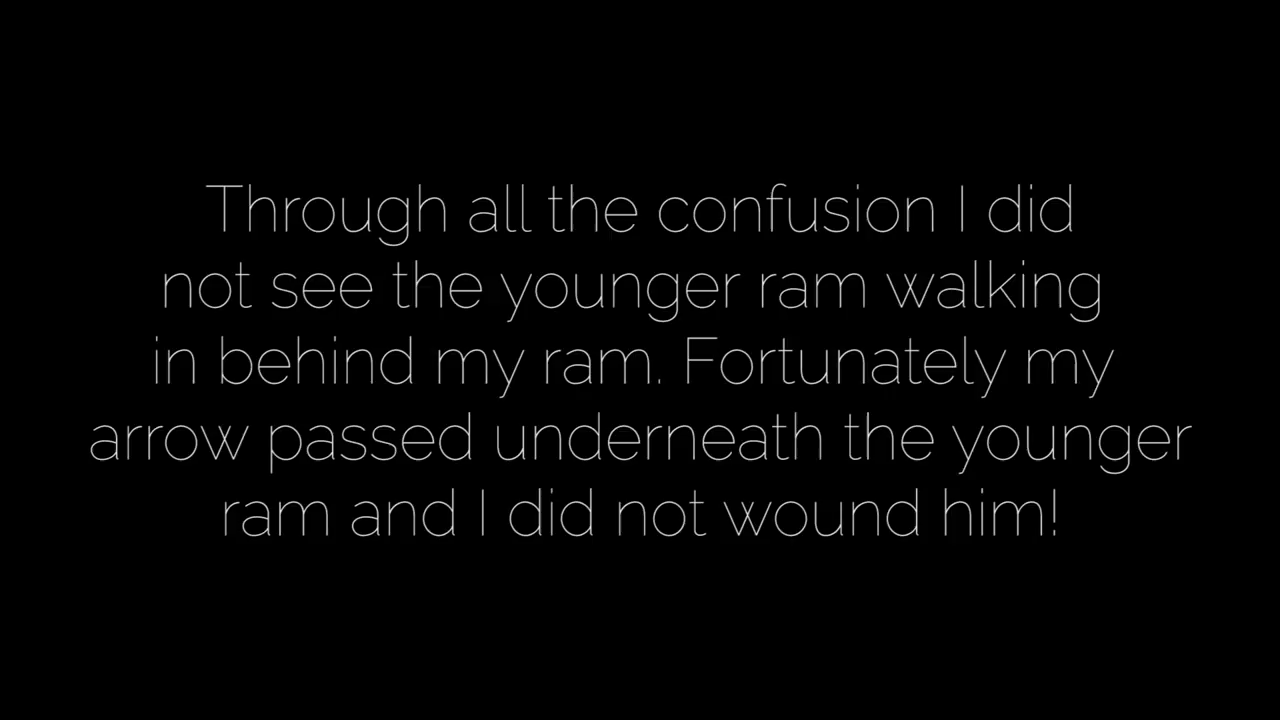 Through all the confusion I did
not see the younger ram walking
in behind my ram. Fortunately my
arrow passed underneath the younger
ram and I did not wound him!